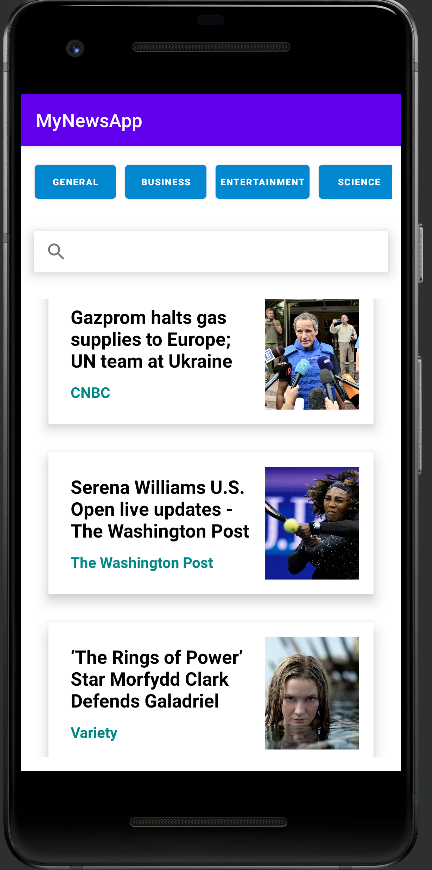 MyNewsApp
GENERAL BUSINESS ENTERTAINMENT SCIENCE
Gazprom halts gas
supplies to Europe;
UN team at Ukraine
CNBC
Serena Williams U.S.
Open live updates -
The Washington Post
The Washington Post
‘The Rings of Power’
Star Morfydd Clark
Defends Galadriel
Variety